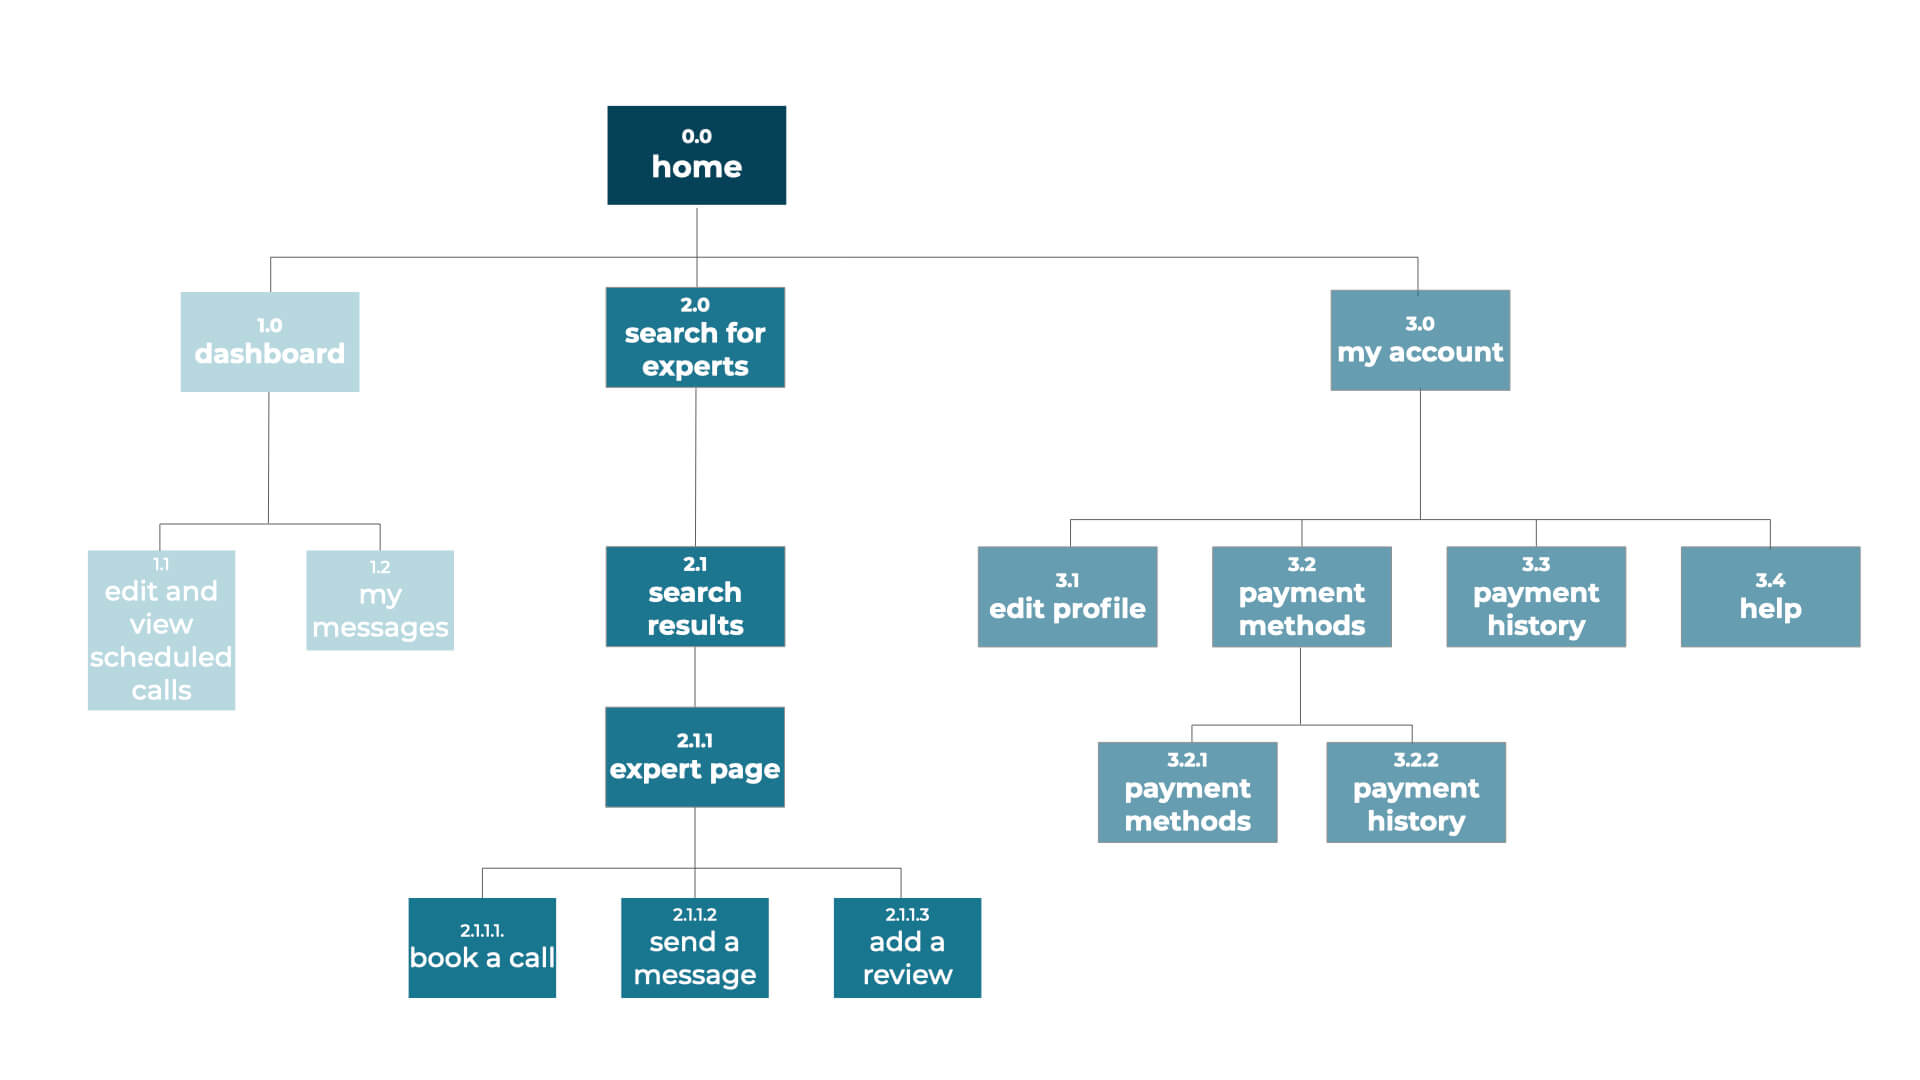 0.0
home
1.0
dashboard
2.0
search for
experts
3.0
my account
1.1
edit and
view
scheduled
calls
1.2
my
messages
2.1
search
results
3.1
edit profile
3.2
payment
methods
3.3
payment
history
3.4
help
2.1.1
expert page
3.2.1
payment
methods
3.2.2
payment
history
2.1.1.1.
book a call
2.1.1.2
send a
message
2.1.1.3
add a
review